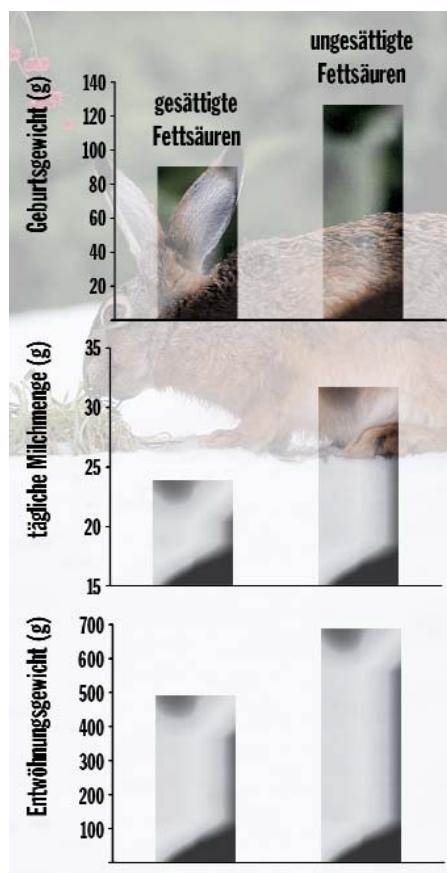 ungesättigte
Fettsäuren
gesättigte
Fettsäuren
Geburtsgewicht (g)
140
120
100
80
60
40
20
tägliche Milchmenge (g)
35
30
25
20
15
Entwöhnungsgewicht (g)
700
600
500
400
300
200
100